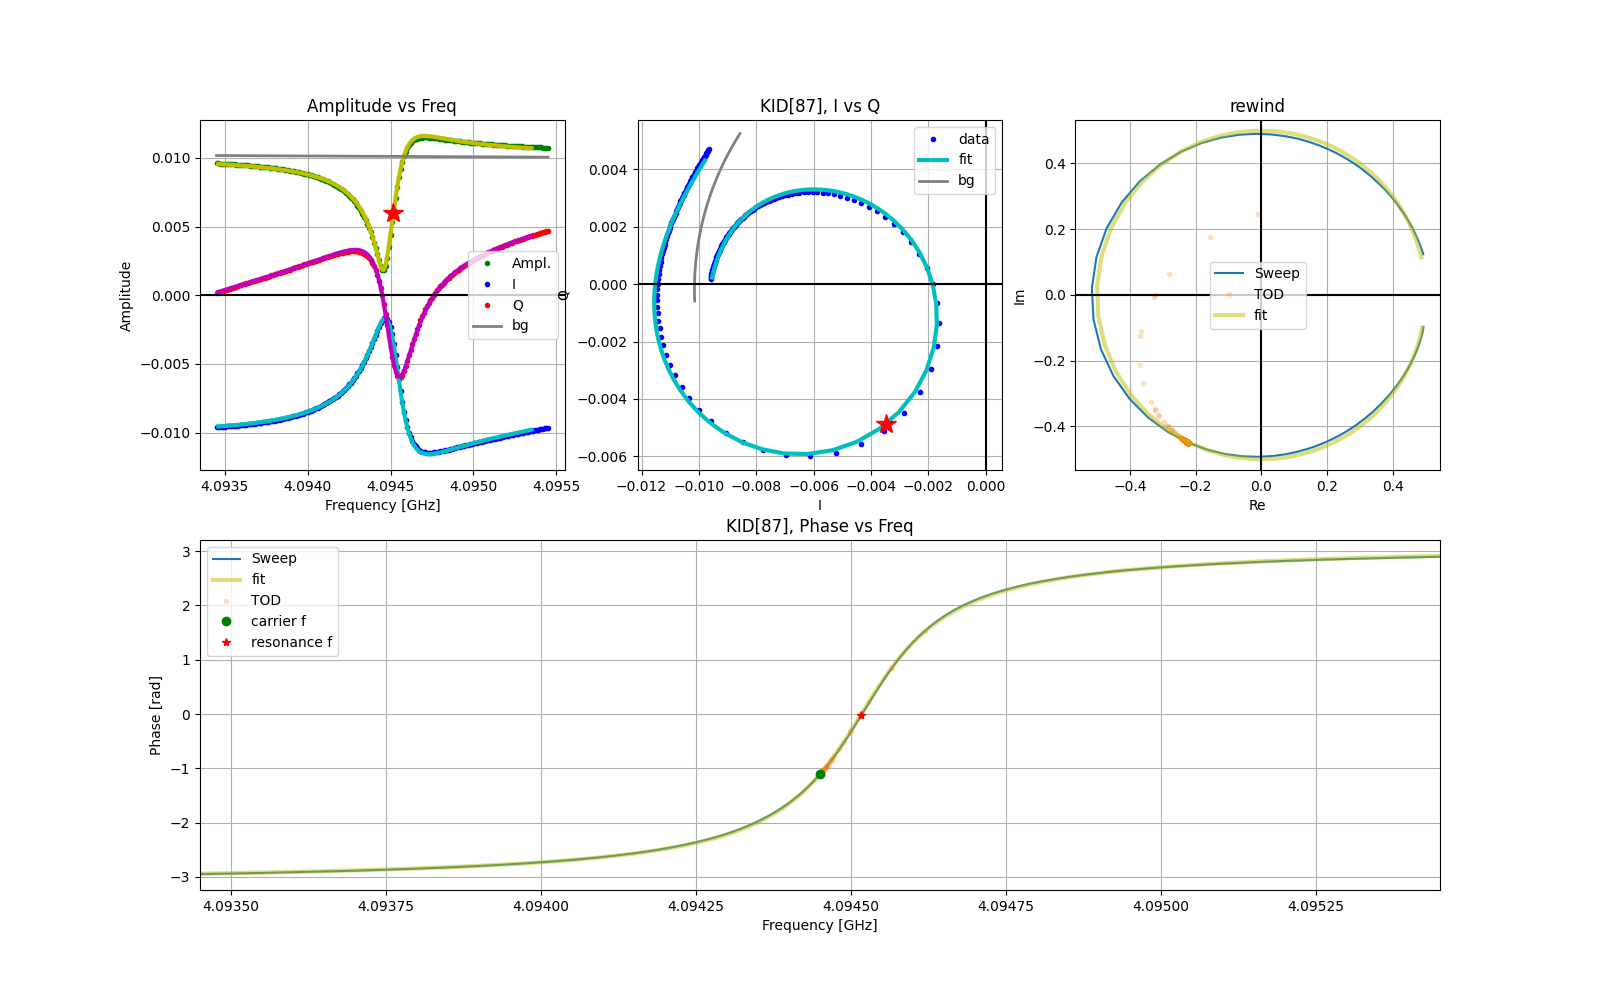 Amplitude vs Freq
Amplitude
0.010
0.005
0.000
−0.005
−0.010
4.0935
4.0940
4.0945
4.0950
4.0955
Frequency [GHz]
Ampl.
I
Q
bg
KID[87], I vs Q
Q
0.004
0.002
0.000
−0.002
−0.004
−0.006
−0.012
−0.010
−0.008
−0.006
−0.004
−0.002
0.000
I
data
fit
bg
rewind
Im
0.4
0.2
0.0
−0.2
−0.4
−0.4
−0.2
0.0
0.2
0.4
Re
Sweep
TOD
fit
KID[87], Phase vs Freq
Phase [rad]
3
2
1
0
−1
−2
−3
4.09350
4.09375
4.09400
4.09425
4.09450
4.09475
4.09500
4.09525
Frequency [GHz]
Sweep
fit
TOD
carrier f
resonance f